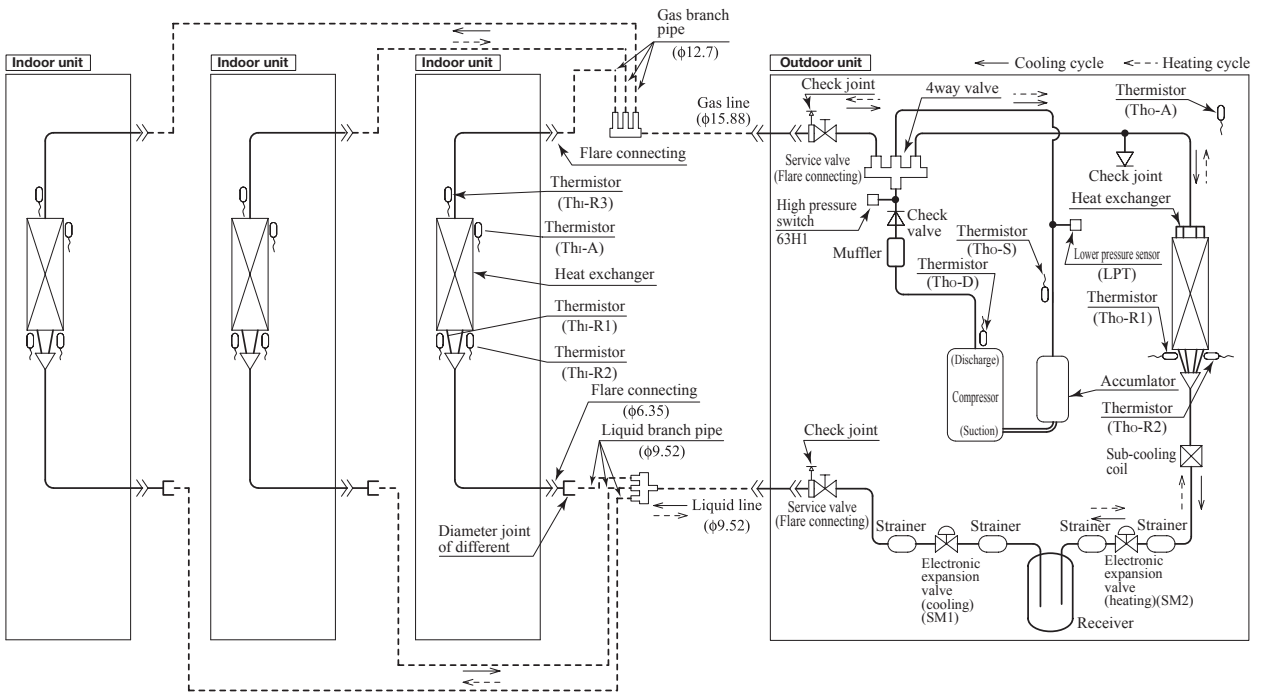 Gas branch
pipe
(ϕ12.7)
Indoor unit
Indoor unit
Indoor unit
Outdoor unit
Cooling cycle
Heating cycle
Check joint
4way valve
Thermistor
(Tho-A)
Gas line
(ϕ15.88)
Flare connecting
Service valve
(Flare connecting)
Check joint
Thermistor
(Thi-R3)
High pressure
switch
63H1
Check
valve
Heat exchanger
Thermistor
(Thi-A)
Muffler
Thermistor
(Tho-S)
Lower pressure sensor
(LPT)
Heat exchanger
Thermistor
(Tho-D)
Thermistor
(Tho-R1)
Thermistor
(Thi-R1)
Thermistor
(Thi-R2)
(Discharge)
Compressor
(Suction)
Accumlator
Thermistor
(Tho-R2)
Flare connecting
(ϕ6.35)
Liquid branch pipe
(ϕ9.52)
Check joint
Sub-cooling
coil
Liquid line
(ϕ9.52)
Service valve
(Flare connecting)
Diameter joint
of different
Strainer
Strainer
Strainer
Strainer
Electronic
expansion
valve
(cooling)
(SM1)
Electronic
expansion
valve
(heating)(SM2)
Receiver